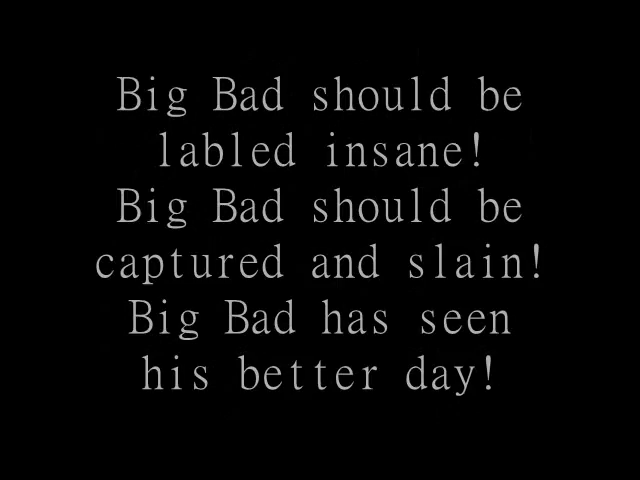 Big Bad should be
labled insane!
Big Bad should be
captured and slain!
Big Bad has seen
his better day!